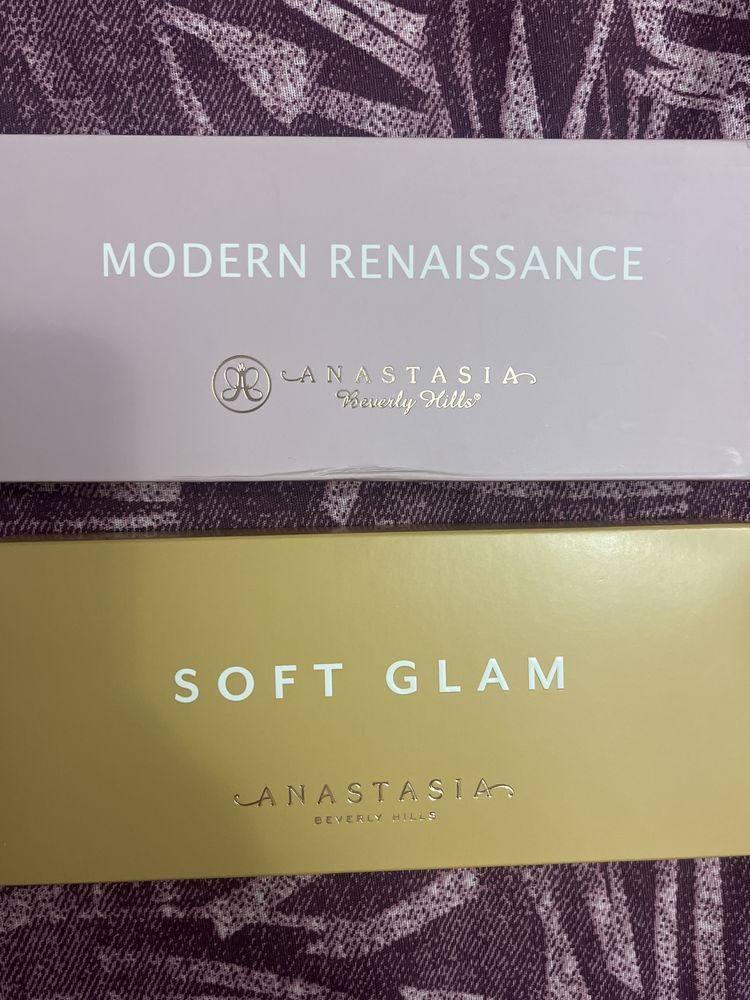 MODERN RENAISSANCE
ANASTASIA
Beverly Hills®
SOFT GLAM
ANASTASIA
BEVERLY HILLS